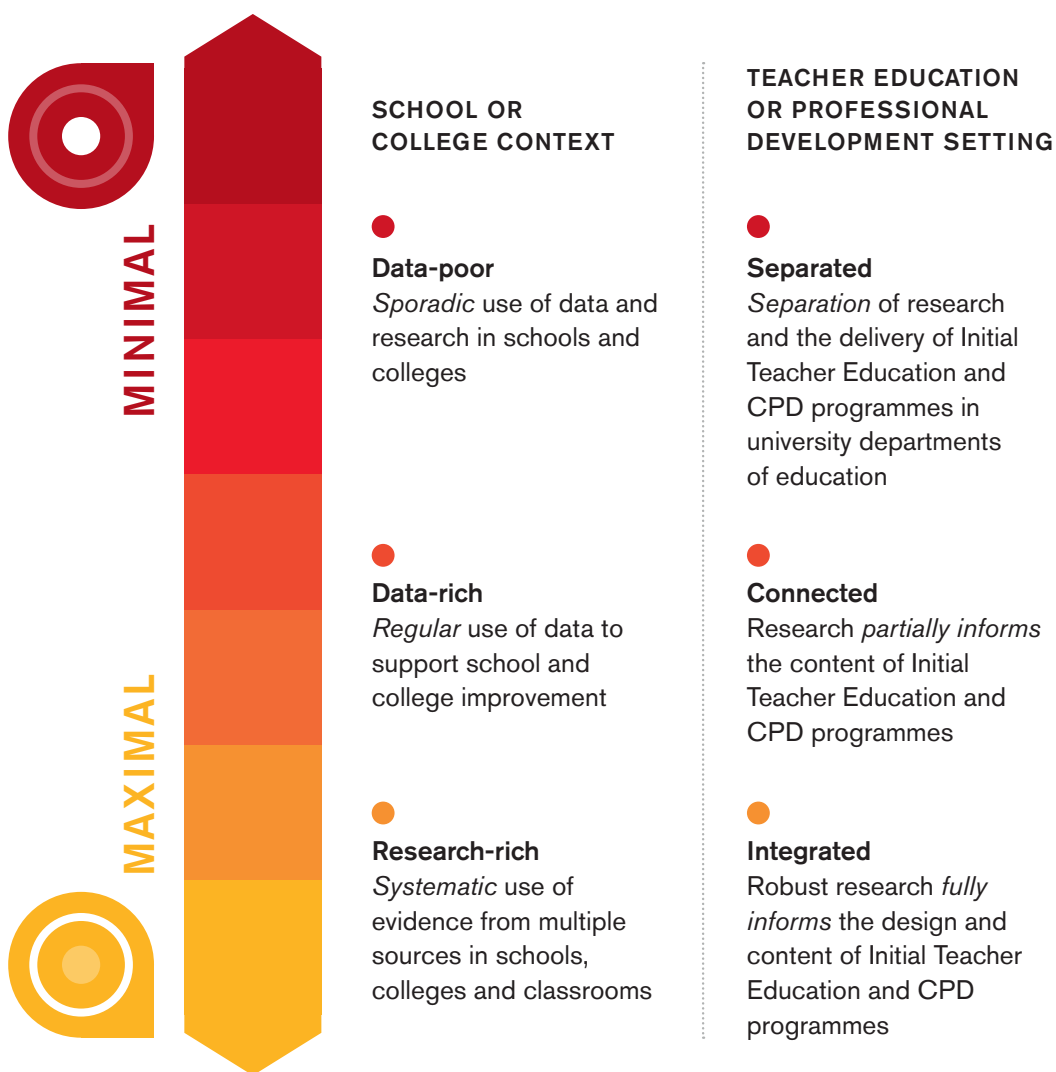 MINIMAL
MAXIMAL
SCHOOL OR
COLLEGE CONTEXT
Data-poor
Sporadic use of data and
research in schools and
colleges
Data-rich
Regular use of data to
support school and
college improvement
Research-rich
Systematic use of
evidence from multiple
sources in schools,
colleges and classrooms
TEACHER EDUCATION
OR PROFESSIONAL
DEVELOPMENT SETTING
Separated
Separation of research
and the delivery of Initial
Teacher Education and
CPD programmes in
university departments
of education
Connected
Research partially informs
the content of Initial
Teacher Education and
CPD programmes
Integrated
Robust research fully
informs the design and
content of Initial Teacher
Education and CPD
programmes